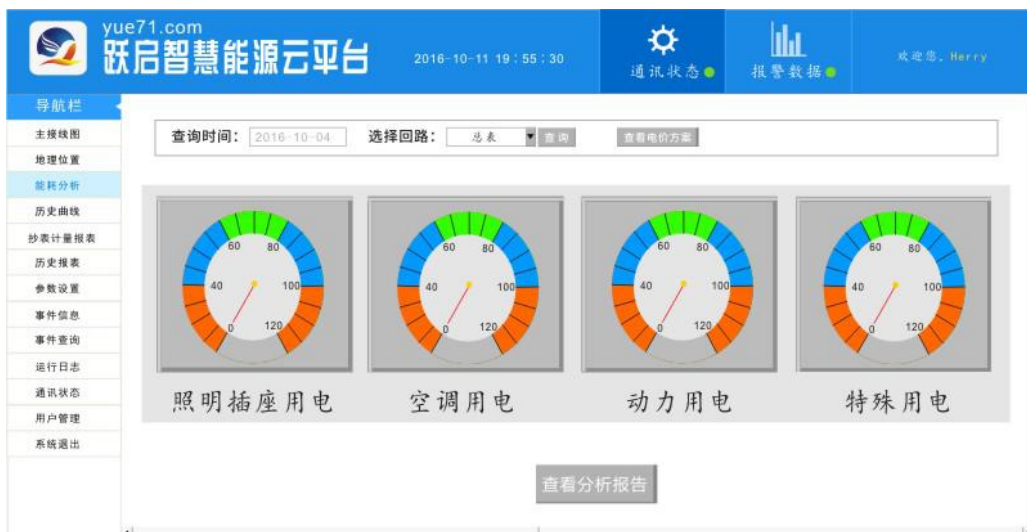 yue71.com
跃启智慧能源云平台
2016-10-11 19:55:30
通讯状态
报警数据
欢迎您，Herry
导航栏
主接线图
地理位置
能耗分析
历史曲线
抄表计量报表
历史报表
参数设置
事件信息
事件查询
运行日志
通讯状态
用户管理
系统退出
查询时间： 2016-10-04 选择回路： 总表 查询 查看电价方案
0 40 60 80 100 120
0 40 60 80 100 120
0 40 60 80 100 120
0 40 60 80 100 120
照明插座用电
空调用电
动力用电
特殊用电
查看分析报告